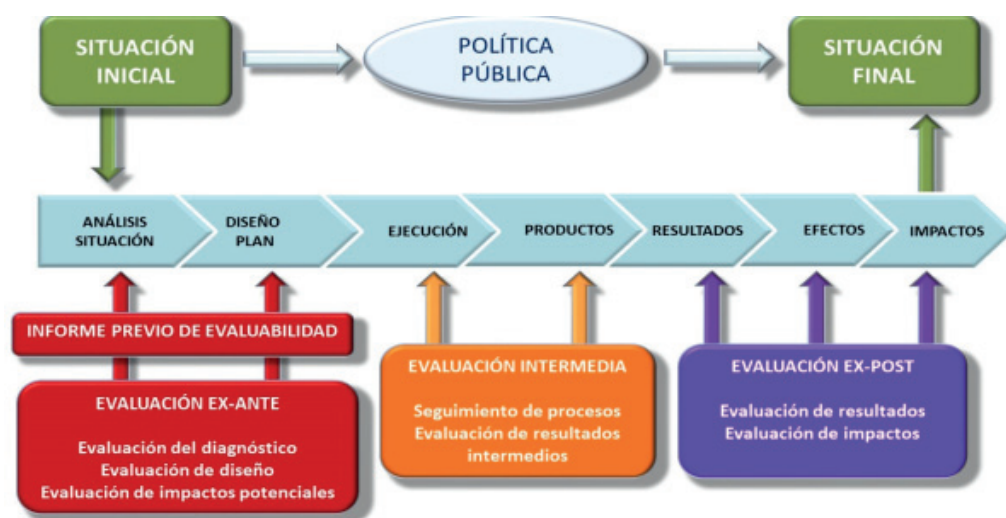 SITUACIÓN
INICIAL
POLÍTICA
PÚBLICA
SITUACIÓN
FINAL
ANÁLISIS
SITUACIÓN
DISEÑO
PLAN
EJECUCIÓN
PRODUCTOS
RESULTADOS
EFECTOS
IMPACTOS
INFORME PREVIO DE EVALUABILIDAD
EVALUACIÓN EX-ANTE
Evaluación del diagnóstico
Evaluación de diseño
Evaluación de impactos potenciales
EVALUACIÓN INTERMEDIA
Seguimiento de procesos
Evaluación de resultados
intermedios
EVALUACIÓN EX-POST
Evaluación de resultados
Evaluación de impactos